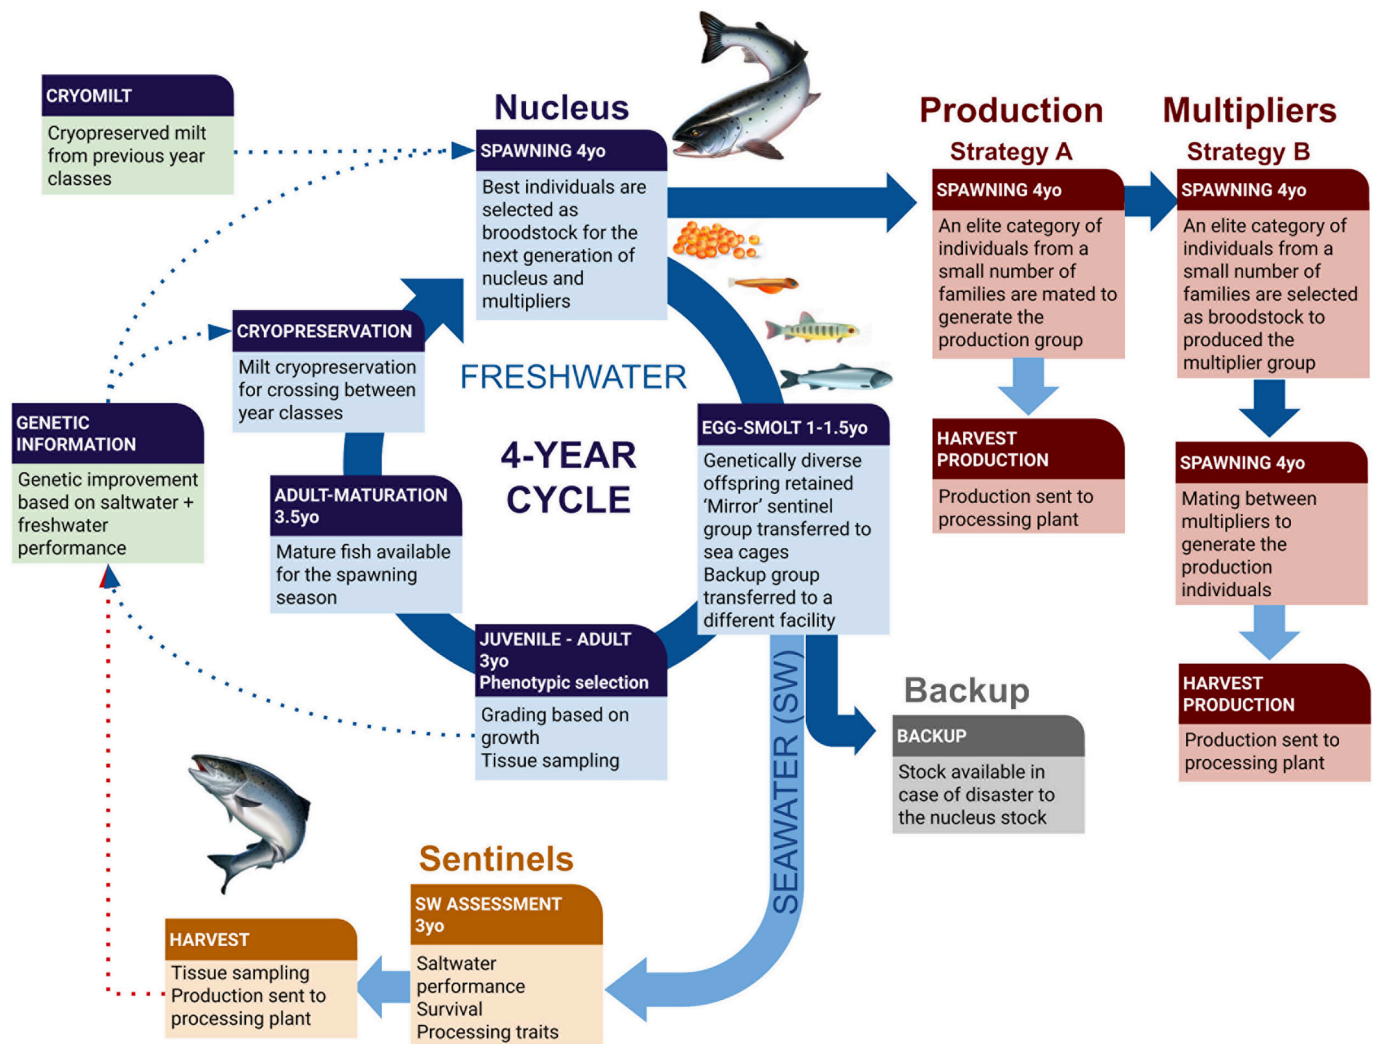 CRYOMILT
Cryopreserved milt
from previous year
classes
Nucleus
SPAWNING 4yo
Best individuals are
selected as
broodstock for the
next generation of
nucleus and
multipliers
Production
Strategy A
SPAWNING 4yo
An elite category of
individuals from a
small number of
families are mated to
generate the
production group
HARVEST
PRODUCTION
Production sent to
processing plant
Multipliers
Strategy B
SPAWNING 4yo
An elite category of
individuals from a
small number of
families are selected
as broodstock to
produced the
multiplier group
SPAWNING 4yo
Mating between
multipliers to
generate the
production
individuals
HARVEST
PRODUCTION
Production sent to
processing plant
CRYOPRESERVATION
Milt cryopreservation
for crossing between
year classes
FRESHWATER
4-YEAR
CYCLE
GENETIC
INFORMATION
Genetic improvement
based on saltwater +
freshwater
performance
ADULT-MATURATION
3.5yo
Mature fish available
for the spawning
season
EGG-SMOLT 1-1.5yo
Genetically diverse
offspring retained
‘Mirror’ sentinel
group transferred to
sea cages
Backup group
transferred to a
different facility
JUVENILE - ADULT
3yo
Phenotypic selection
Grading based on
growth
Tissue sampling
SEAWATER (SW)
Backup
BACKUP
Stock available in
case of disaster to
the nucleus stock
Sentinels
SW ASSESSMENT
3yo
Saltwater
performance
Survival
Processing traits
HARVEST
Tissue sampling
Production sent to
processing plant